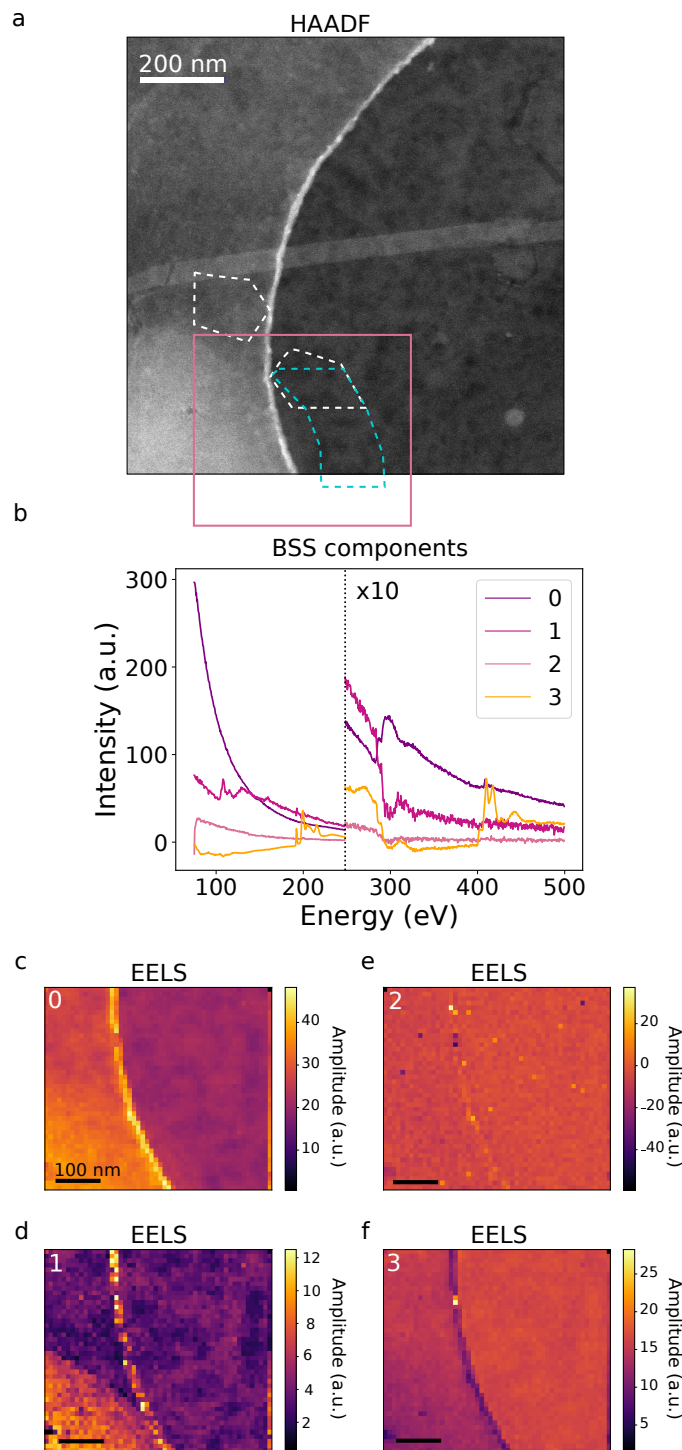 a
HAADF
200 nm
b
BSS components
x10
0
1
2
3
300
200
100
0
Intensity (a.u.)
100
200
300
400
500
Energy (eV)
c
EELS
0
100 nm
40
30
20
10
Amplitude (a.u.)
e
EELS
2
20
0
−20
−40
Amplitude (a.u.)
d
EELS
1
12
10
8
6
4
2
Amplitude (a.u.)
f
EELS
3
25
20
15
10
5
Amplitude (a.u.)